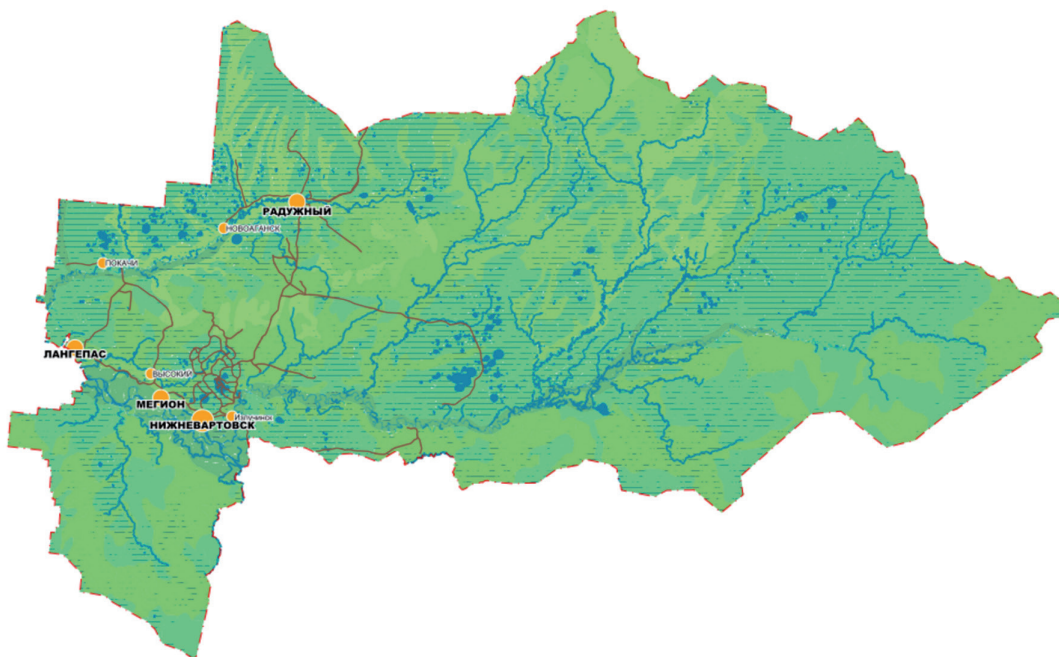 РАДУЖНЫЙ
НОВОАГАНСК
ПОКАЧИ
ЛАНГЕПАС
ВЫСОКИЙ
МЕГИОН
Излучинск
НИЖНЕВАРТОВСК